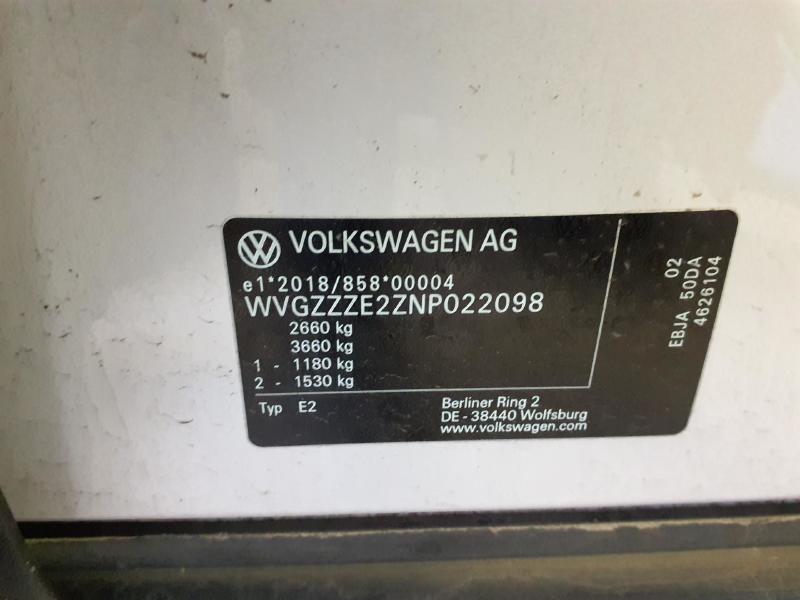 VOLKSWAGEN AG
e1*2018/858*00004
WVGZZZE2ZNP022098
2660 kg
3660 kg
1 - 1180 kg
2 - 1530 kg
Typ E2
Berliner Ring 2
DE - 38440 Wolfsburg
www.volkswagen.com
02
EBJA 50DA
4626104